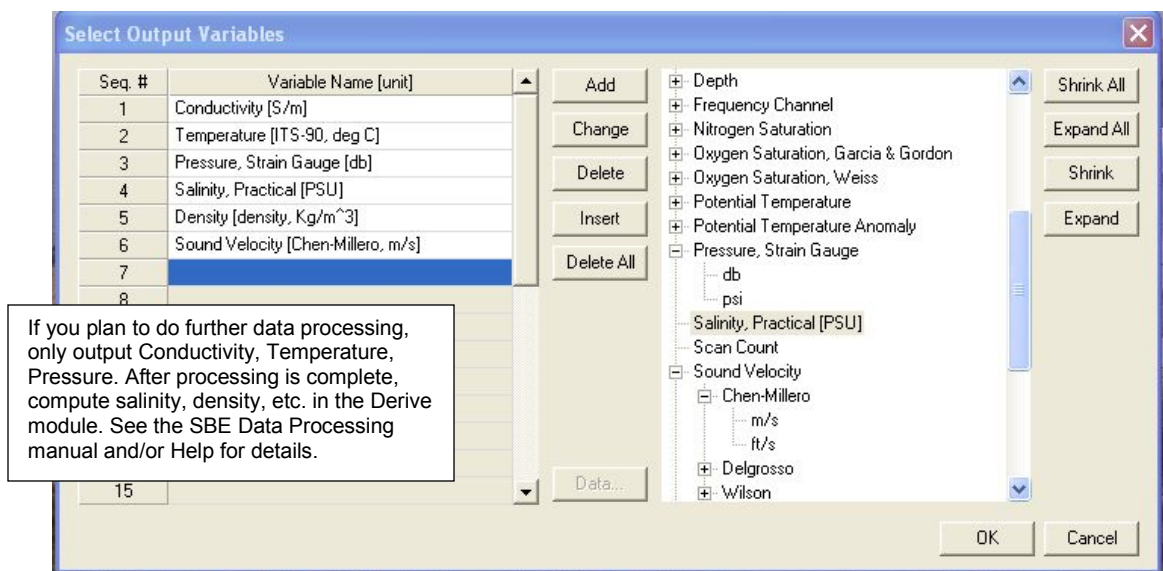 Select Output Variables
Seq. # Variable Name [unit]
1 Conductivity [S/m]
2 Temperature [ITS-90, deg C]
3 Pressure, Strain Gauge [db]
4 Salinity, Practical [PSU]
5 Density [density, Kg/m^3]
6 Sound Velocity [Chen-Millero, m/s]
7
8
If you plan to do further data processing,
only output Conductivity, Temperature,
Pressure. After processing is complete,
compute salinity, density, etc. in the Derive
module. See the SBE Data Processing
manual and/or Help for details.
15
Add
Change
Delete
Insert
Delete All
Data...
Depth
Frequency Channel
Nitrogen Saturation
Oxygen Saturation, Garcia & Gordon
Oxygen Saturation, Weiss
Potential Temperature
Potential Temperature Anomaly
Pressure, Strain Gauge
db
psi
Salinity, Practical [PSU]
Scan Count
Sound Velocity
Chen-Millero
m/s
ft/s
Delgrosso
Wilson
Shrink All
Expand All
Shrink
Expand
OK
Cancel